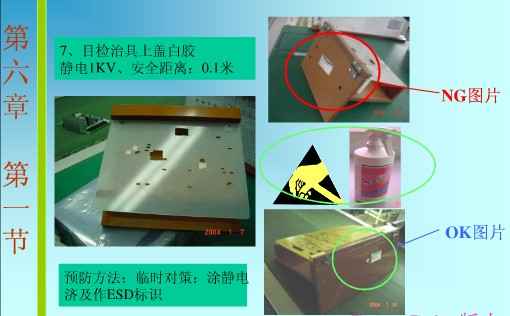 第六章 第一节
7、目检治具上盖白胶
静电1KV、安全距离：0.1米
NG图片
2004 1 7
OK图片
预防方法：临时对策：涂静电
济及作ESD标识